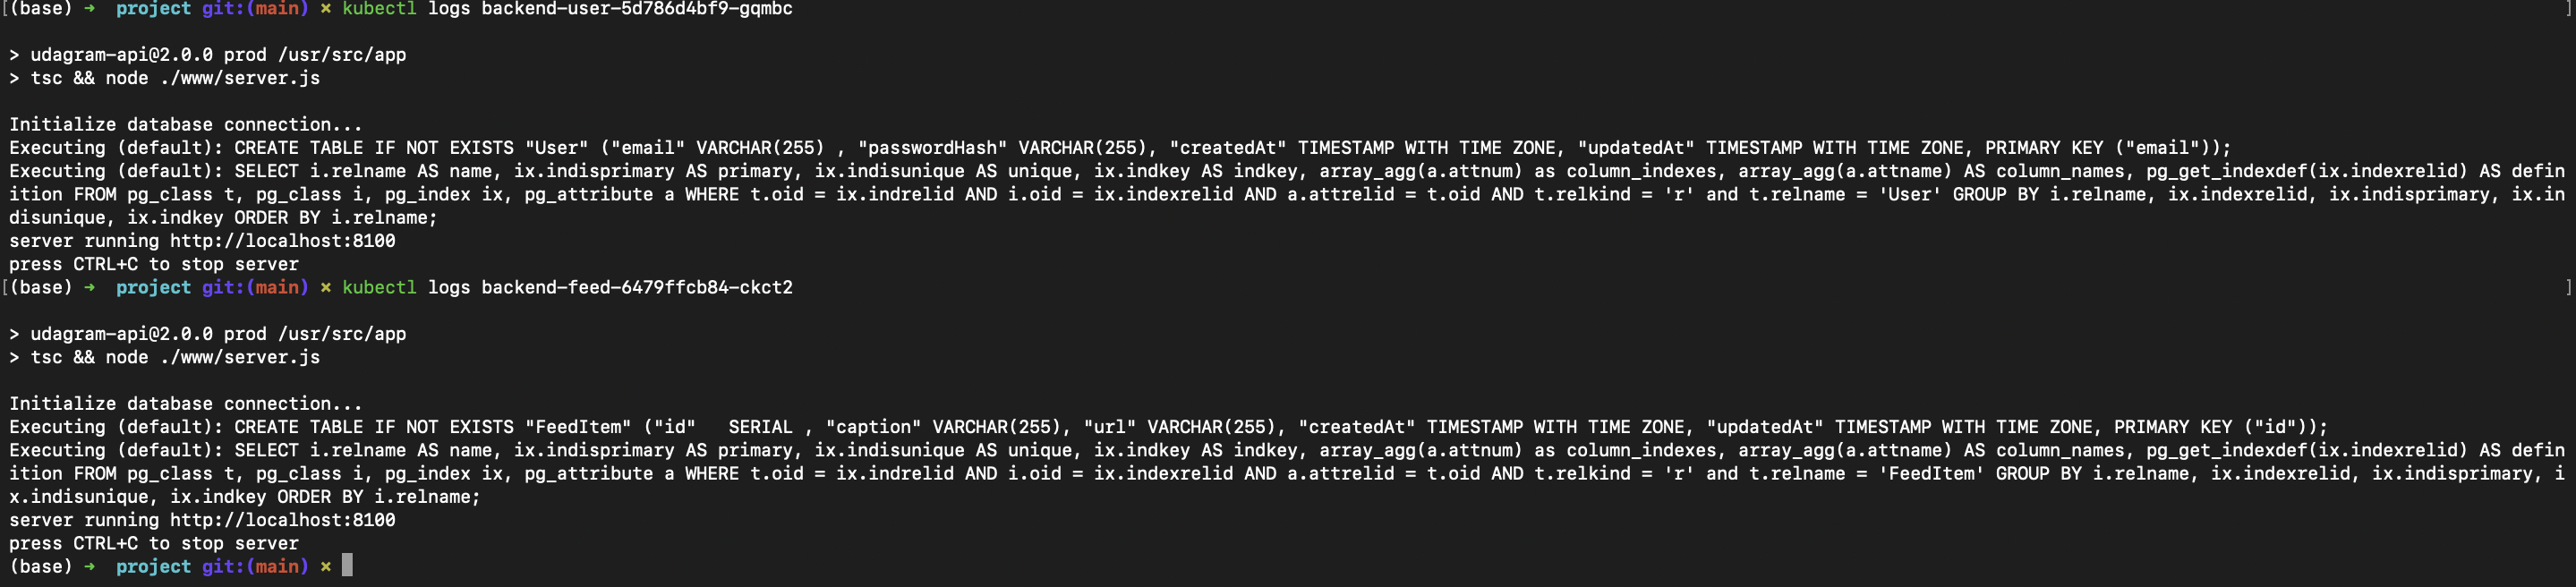 [(base) ➜  project git:(main) ✗ kubectl logs backend-user-5d786d4bf9-gqmbc ]
> udagram-api@2.0.0 prod /usr/src/app
> tsc && node ./www/server.js
Initialize database connection...
Executing (default): CREATE TABLE IF NOT EXISTS "User" ("email" VARCHAR(255) , "passwordHash" VARCHAR(255), "createdAt" TIMESTAMP WITH TIME ZONE, "updatedAt" TIMESTAMP WITH TIME ZONE, PRIMARY KEY ("email"));
Executing (default): SELECT i.relname AS name, ix.indisprimary AS primary, ix.indisunique AS unique, ix.indkey AS indkey, array_agg(a.attnum) as column_indexes, array_agg(a.attname) AS column_names, pg_get_indexdef(ix.indexrelid) AS defin
ition FROM pg_class t, pg_class i, pg_index ix, pg_attribute a WHERE t.oid = ix.indrelid AND i.oid = ix.indexrelid AND a.attrelid = t.oid AND t.relkind = 'r' and t.relname = 'User' GROUP BY i.relname, ix.indexrelid, ix.indisprimary, ix.in
disunique, ix.indkey ORDER BY i.relname;
server running http://localhost:8100
press CTRL+C to stop server
[(base) ➜  project git:(main) ✗ kubectl logs backend-feed-6479ffcb84-ckct2 ]
> udagram-api@2.0.0 prod /usr/src/app
> tsc && node ./www/server.js
Initialize database connection...
Executing (default): CREATE TABLE IF NOT EXISTS "FeedItem" ("id"   SERIAL , "caption" VARCHAR(255), "url" VARCHAR(255), "createdAt" TIMESTAMP WITH TIME ZONE, "updatedAt" TIMESTAMP WITH TIME ZONE, PRIMARY KEY ("id"));
Executing (default): SELECT i.relname AS name, ix.indisprimary AS primary, ix.indisunique AS unique, ix.indkey AS indkey, array_agg(a.attnum) as column_indexes, array_agg(a.attname) AS column_names, pg_get_indexdef(ix.indexrelid) AS defin
ition FROM pg_class t, pg_class i, pg_index ix, pg_attribute a WHERE t.oid = ix.indrelid AND i.oid = ix.indexrelid AND a.attrelid = t.oid AND t.relkind = 'r' and t.relname = 'FeedItem' GROUP BY i.relname, ix.indexrelid, ix.indisprimary, i
x.indisunique, ix.indkey ORDER BY i.relname;
server running http://localhost:8100
press CTRL+C to stop server
(base) ➜  project git:(main) ✗